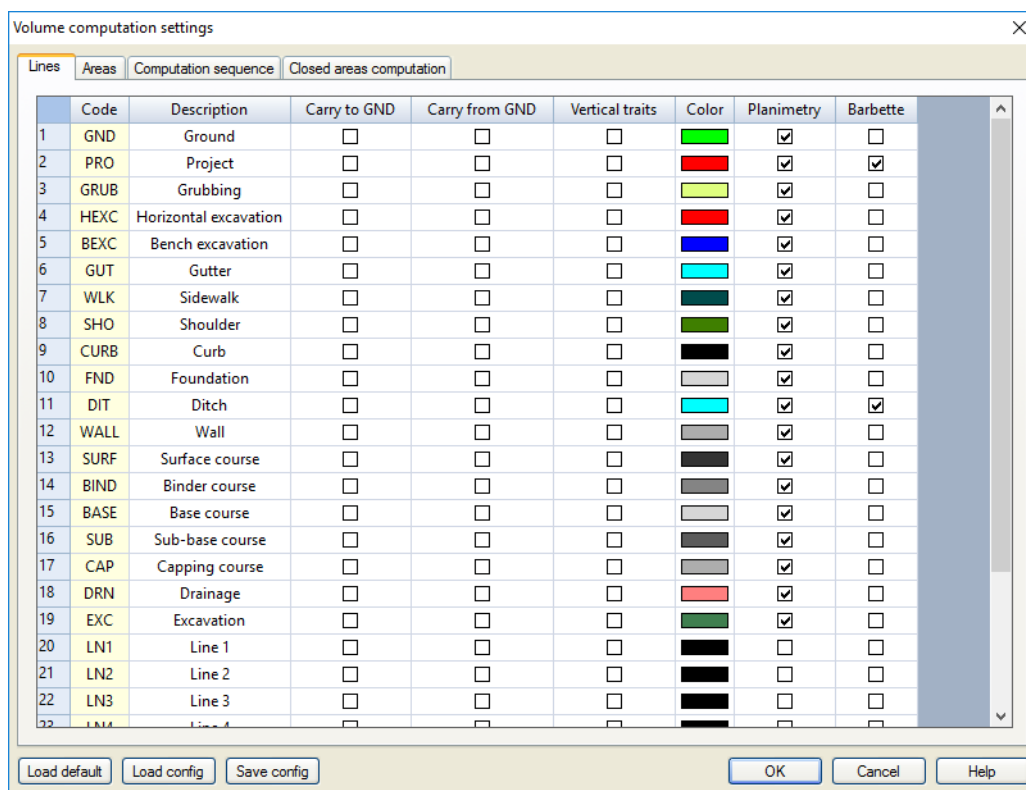 Volume computation settings
Lines Areas Computation sequence Closed areas computation
Code Description Carry to GND Carry from GND Vertical traits Color Planimetry Barbette
1 GND Ground
2 PRO Project
3 GRUB Grubbing
4 HEXC Horizontal excavation
5 BEXC Bench excavation
6 GUT Gutter
7 WLK Sidewalk
8 SHO Shoulder
9 CURB Curb
10 FND Foundation
11 DIT Ditch
12 WALL Wall
13 SURF Surface course
14 BIND Binder course
15 BASE Base course
16 SUB Sub-base course
17 CAP Capping course
18 DRN Drainage
19 EXC Excavation
20 LN1 Line 1
21 LN2 Line 2
22 LN3 Line 3
23 LN4 Line 4
Load default Load config Save config OK Cancel Help